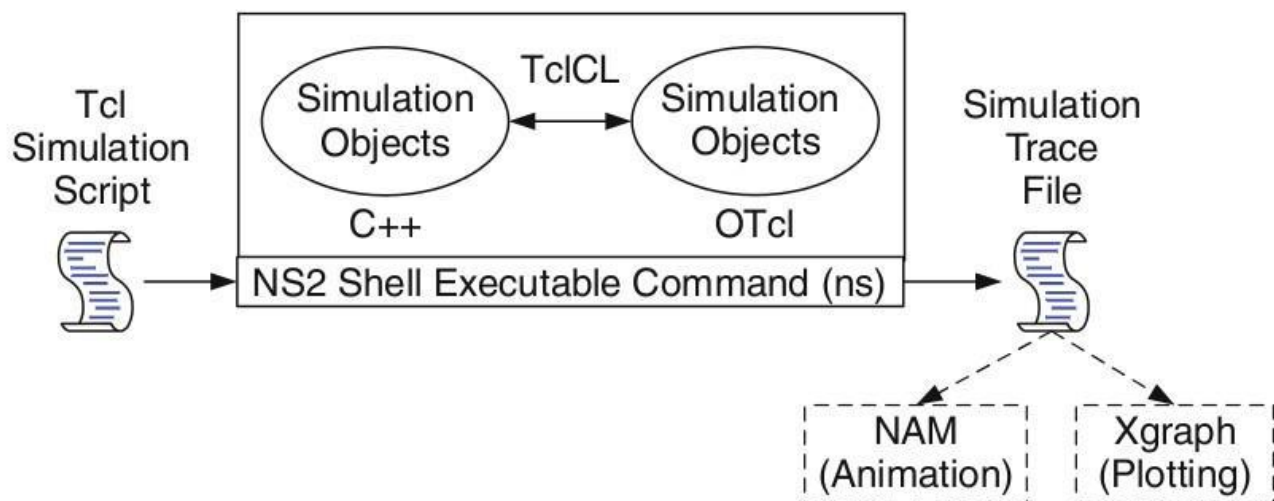 Tcl
Simulation
Script
Simulation
Objects
C++
TclCL
Simulation
Objects
OTcl
NS2 Shell Executable Command (ns)
Simulation
Trace
File
NAM
(Animation)
Xgraph
(Plotting)